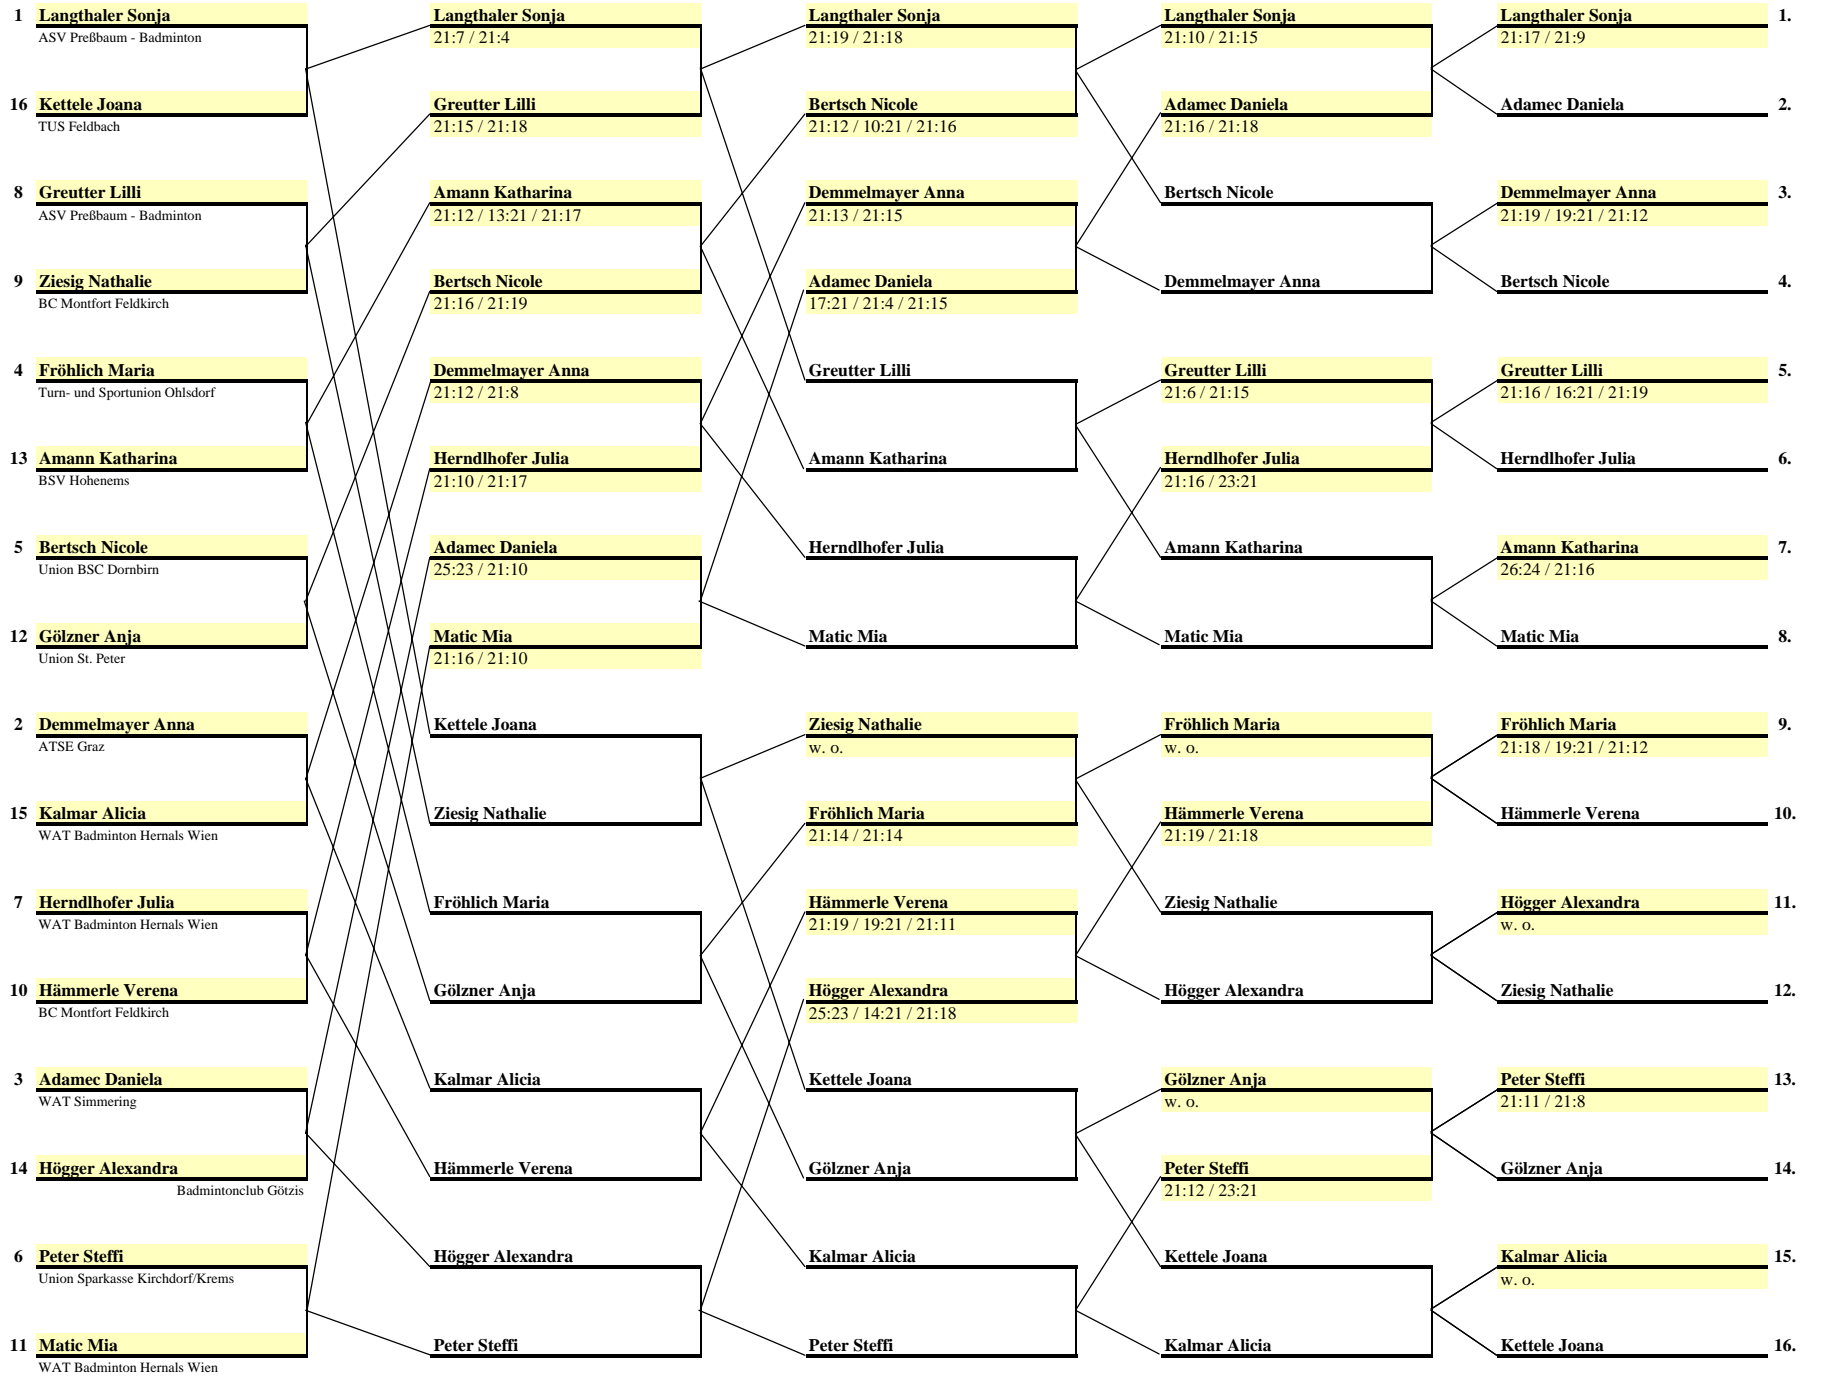 1 Langthaler Sonja Langthaler Sonja Langthaler Sonja Langthaler Sonja Langthaler Sonja 1.
ASV Preßbaum - Badminton 21:7 / 21:4 21:19 / 21:18 21:10 / 21:15 21:17 / 21:9
16 Kettele Joana Greutter Lilli Bertsch Nicole Adamec Daniela Adamec Daniela 2.
TUS Feldbach 21:15 / 21:18 21:12 / 10:21 / 21:16 21:16 / 21:18
8 Greutter Lilli Amann Katharina Demmelmayer Anna Bertsch Nicole Demmelmayer Anna 3.
ASV Preßbaum - Badminton 21:12 / 13:21 / 21:17 21:13 / 21:15 21:19 / 19:21 / 21:12
9 Ziesig Nathalie Bertsch Nicole Adamec Daniela Demmelmayer Anna Bertsch Nicole 4.
BC Montfort Feldkirch 21:16 / 21:19 17:21 / 21:4 / 21:15
4 Fröhlich Maria Demmelmayer Anna Greutter Lilli Greutter Lilli Greutter Lilli 5.
Turn- und Sportunion Ohlsdorf 21:12 / 21:8 21:6 / 21:15 21:16 / 16:21 / 21:19
13 Amann Katharina Herndlhofer Julia Amann Katharina Herndlhofer Julia Herndlhofer Julia 6.
BSV Hohenems 21:10 / 21:17 21:16 / 23:21
5 Bertsch Nicole Adamec Daniela Herndlhofer Julia Amann Katharina Amann Katharina 7.
Union BSC Dornbirn 25:23 / 21:10 26:24 / 21:16
12 Gölzner Anja Matic Mia Matic Mia Matic Mia Matic Mia 8.
Union St. Peter 21:16 / 21:10
2 Demmelmayer Anna Kettele Joana Ziesig Nathalie Fröhlich Maria Fröhlich Maria 9.
ATSE Graz w. o. w. o. 21:18 / 19:21 / 21:12
15 Kalmar Alicia Ziesig Nathalie Fröhlich Maria Hämmerle Verena Hämmerle Verena 10.
WAT Badminton Hernals Wien 21:14 / 21:14 21:19 / 21:18
7 Herndlhofer Julia Fröhlich Maria Hämmerle Verena Ziesig Nathalie Högger Alexandra 11.
WAT Badminton Hernals Wien 21:19 / 19:21 / 21:11 w. o.
10 Hämmerle Verena Gölzner Anja Högger Alexandra Högger Alexandra Ziesig Nathalie 12.
BC Montfort Feldkirch 25:23 / 14:21 / 21:18
3 Adamec Daniela Kalmar Alicia Kettele Joana Gölzner Anja Peter Steffi 13.
WAT Simmering w. o. 21:11 / 21:8
14 Högger Alexandra Hämmerle Verena Gölzner Anja Peter Steffi Gölzner Anja 14.
Badmintonclub Götzis 21:12 / 23:21
6 Peter Steffi Högger Alexandra Kalmar Alicia Kettele Joana Kalmar Alicia 15.
Union Sparkasse Kirchdorf/Krems w. o.
11 Matic Mia Peter Steffi Peter Steffi Kalmar Alicia Kettele Joana 16.
WAT Badminton Hernals Wien